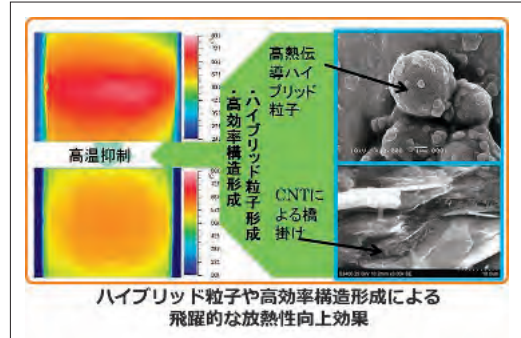 高温抑制
・ハイブリッド粒子形成
・高効率構造形成
高熱伝
導ハイ
ブリッド
粒子
CNTに
よる橋
掛け
ハイブリッド粒子や高効率構造形成による
飛躍的な放熱性向上効果